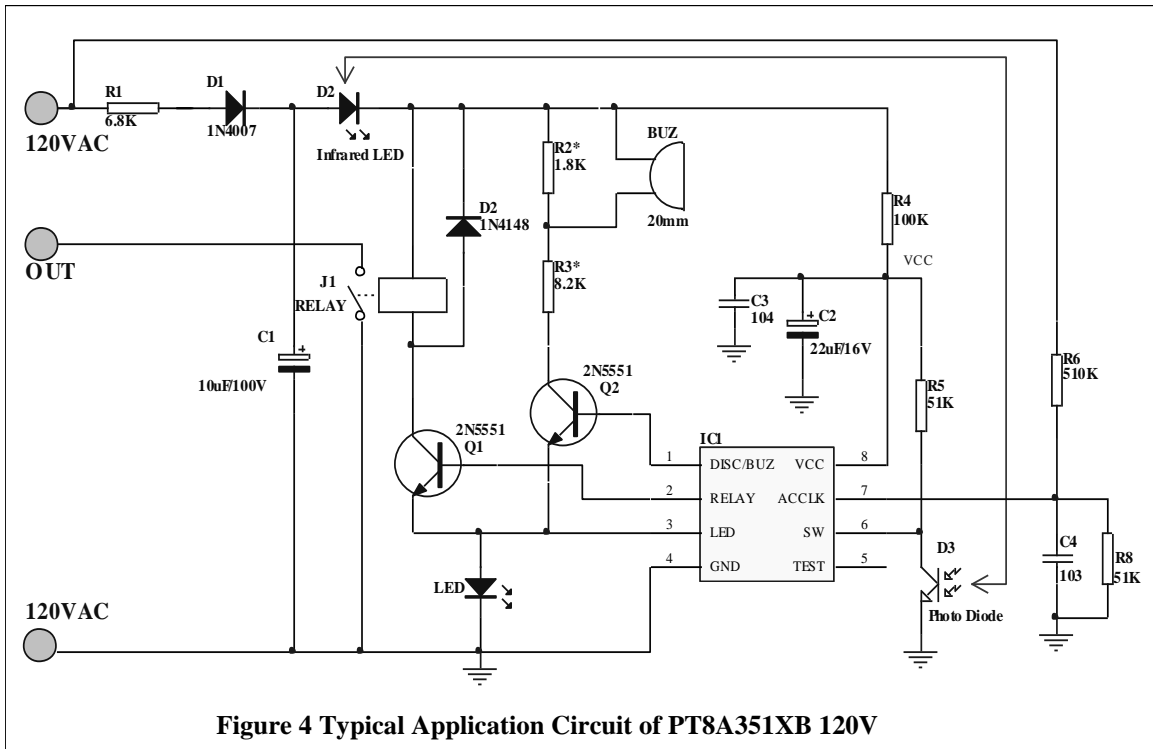 R1
6.8K
D1
1N4007
D2
Infrared LED
120VAC
R2*
1.8K
BUZ
20mm
D2
1N4148
R4
100K
VCC
OUT
J1
RELAY
R3*
8.2K
C3
104
C2
+
22uF/16V
C1
+
10uF/100V
R6
510K
R5
51K
2N5551
Q2
2N5551
Q1
IC1
1
DISC/BUZ
VCC
8
2
RELAY
ACCLK
7
3
LED
SW
6
4
GND
TEST
5
D3
Photo Diode
C4
103
R8
51K
LED
120VAC
Figure 4 Typical Application Circuit of PT8A351XB 120V